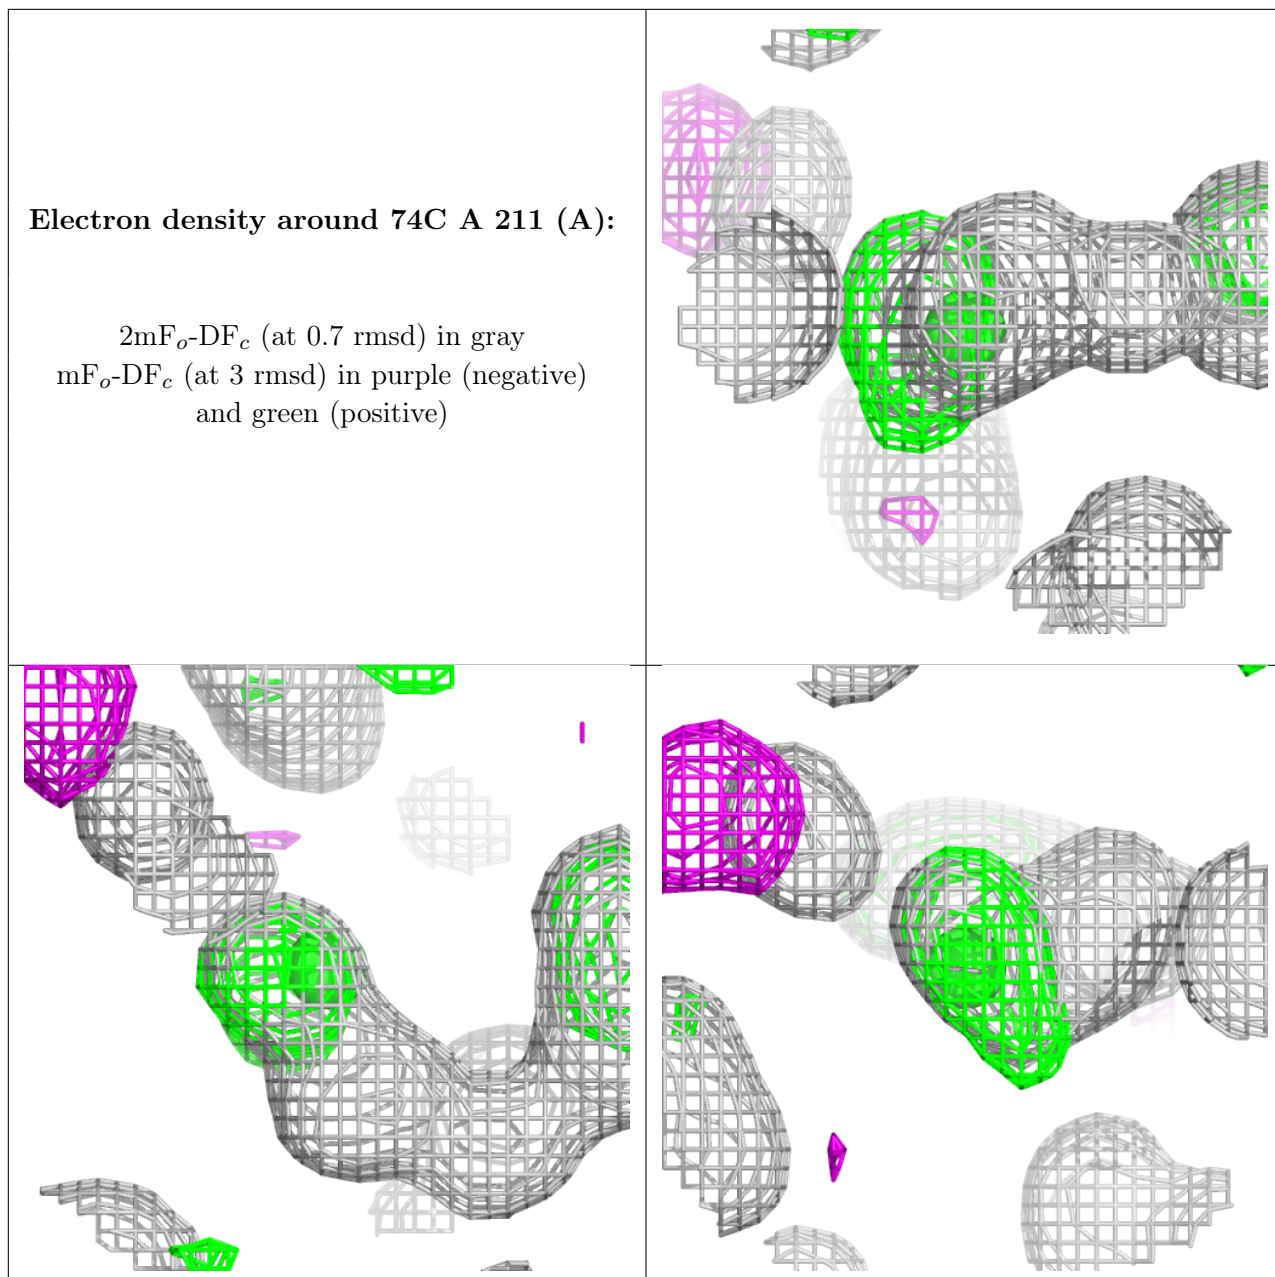 Electron density around 74C A 211 (A):
2mFₒ-DF𝒸 (at 0.7 rmsd) in gray
mFₒ-DF𝒸 (at 3 rmsd) in purple (negative)
and green (positive)